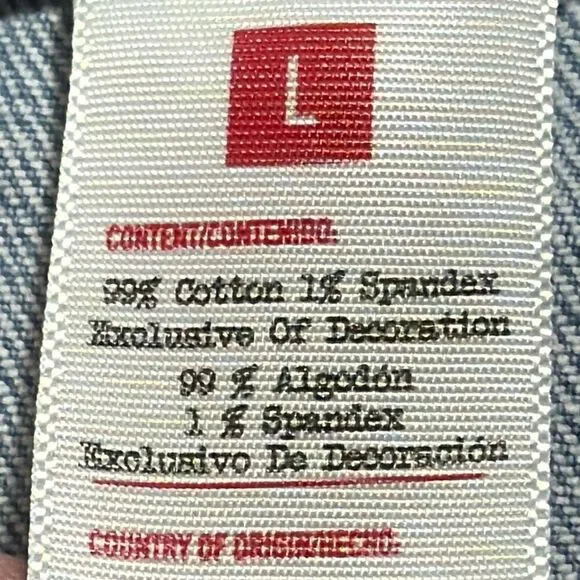 L
CONTENT/CONTENIDO:
99% Cotton 1% Spandex
Exclusive Of Decoration
99 % Algodón
1 % Spandex
Exclusivo De Decoración
COUNTRY OF ORIGIN/HECHO: